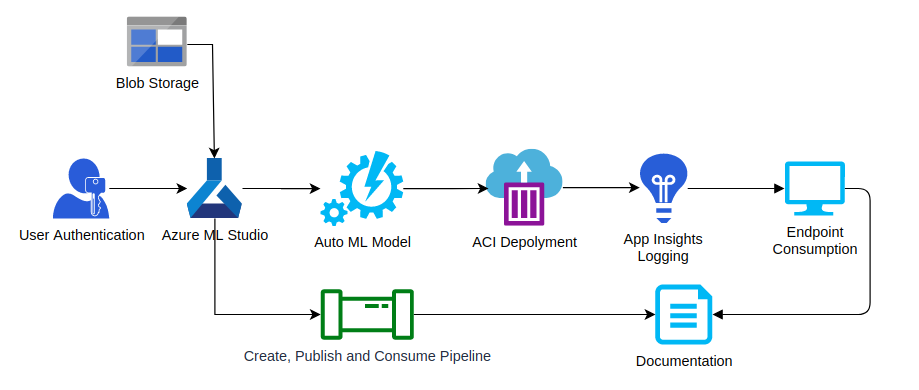 Blob Storage
User Authentication
Azure ML Studio
Auto ML Model
ACI Depolyment
App Insights
Logging
Endpoint
Consumption
Create, Publish and Consume Pipeline
Documentation